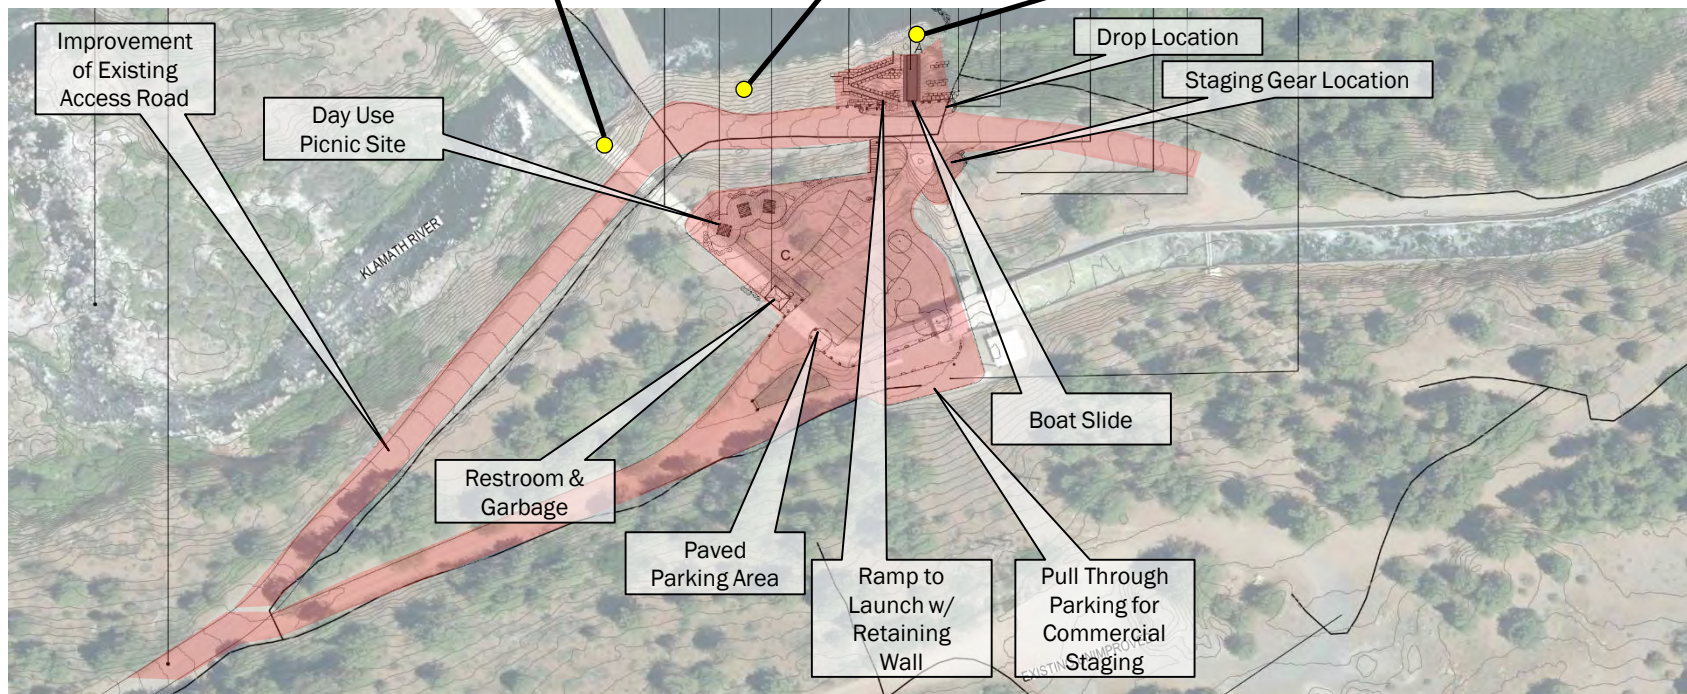 Improvement
of Existing
Access Road
Day Use
Picnic Site
Drop Location
Staging Gear Location
A
KLAMATH RIVER
C.
Restroom &
Garbage
Boat Slide
Paved
Parking Area
Ramp to
Launch w/
Retaining
Wall
Pull Through
Parking for
Commercial
Staging